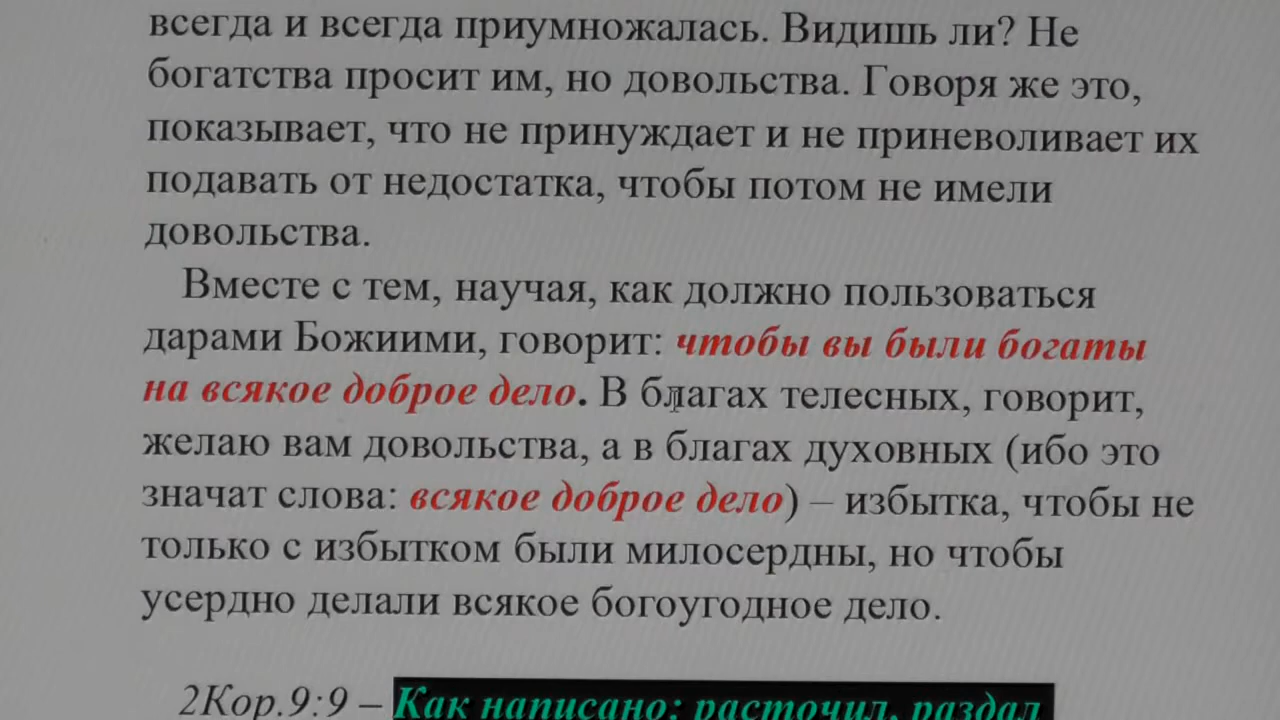 всегда и всегда приумножалась. Видишь ли? Не
богатства просит им, но довольства. Говоря же это,
показывает, что не принуждает и не приневоливает их
подавать от недостатка, чтобы потом не имели
довольства.
Вместе с тем, научая, как должно пользоваться
дарами Божиими, говорит: чтобы вы были богаты
на всякое доброе дело. В благах телесных, говорит,
желаю вам довольства, а в благах духовных (ибо это
значат слова: всякое доброе дело) – избытка, чтобы не
только с избытком были милосердны, но чтобы
усердно делали всякое богоугодное дело.
2Кор.9:9 – Как написано: расточил, раздал